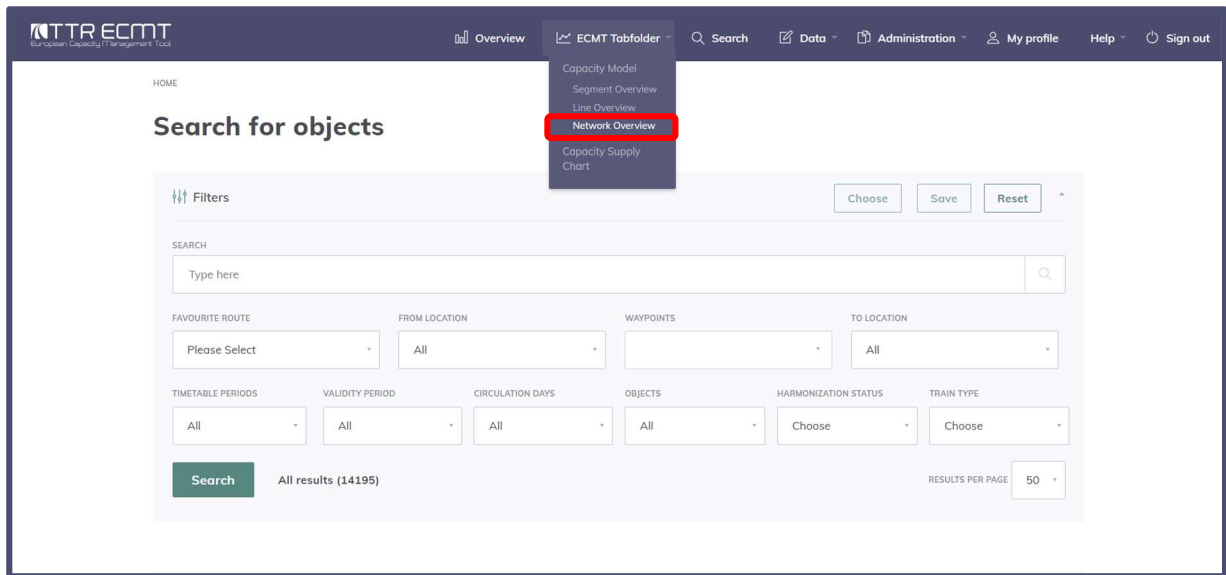 TTR ECMT
European Capacity Management Tool
Overview
ECMT Tabfolder
Search
Data
Administration
My profile
Help
Sign out
Capacity Model
Segment Overview
Line Overview
Network Overview
Capacity Supply
Chart
HOME
Search for objects
Filters
Choose
Save
Reset
SEARCH
Type here
FAVOURITE ROUTE
FROM LOCATION
WAYPOINTS
TO LOCATION
Please Select
All
All
TIMETABLE PERIODS
VALIDITY PERIOD
CIRCULATION DAYS
OBJECTS
HARMONIZATION STATUS
TRAIN TYPE
All
All
All
All
Choose
Choose
Search
All results (14195)
RESULTS PER PAGE
50